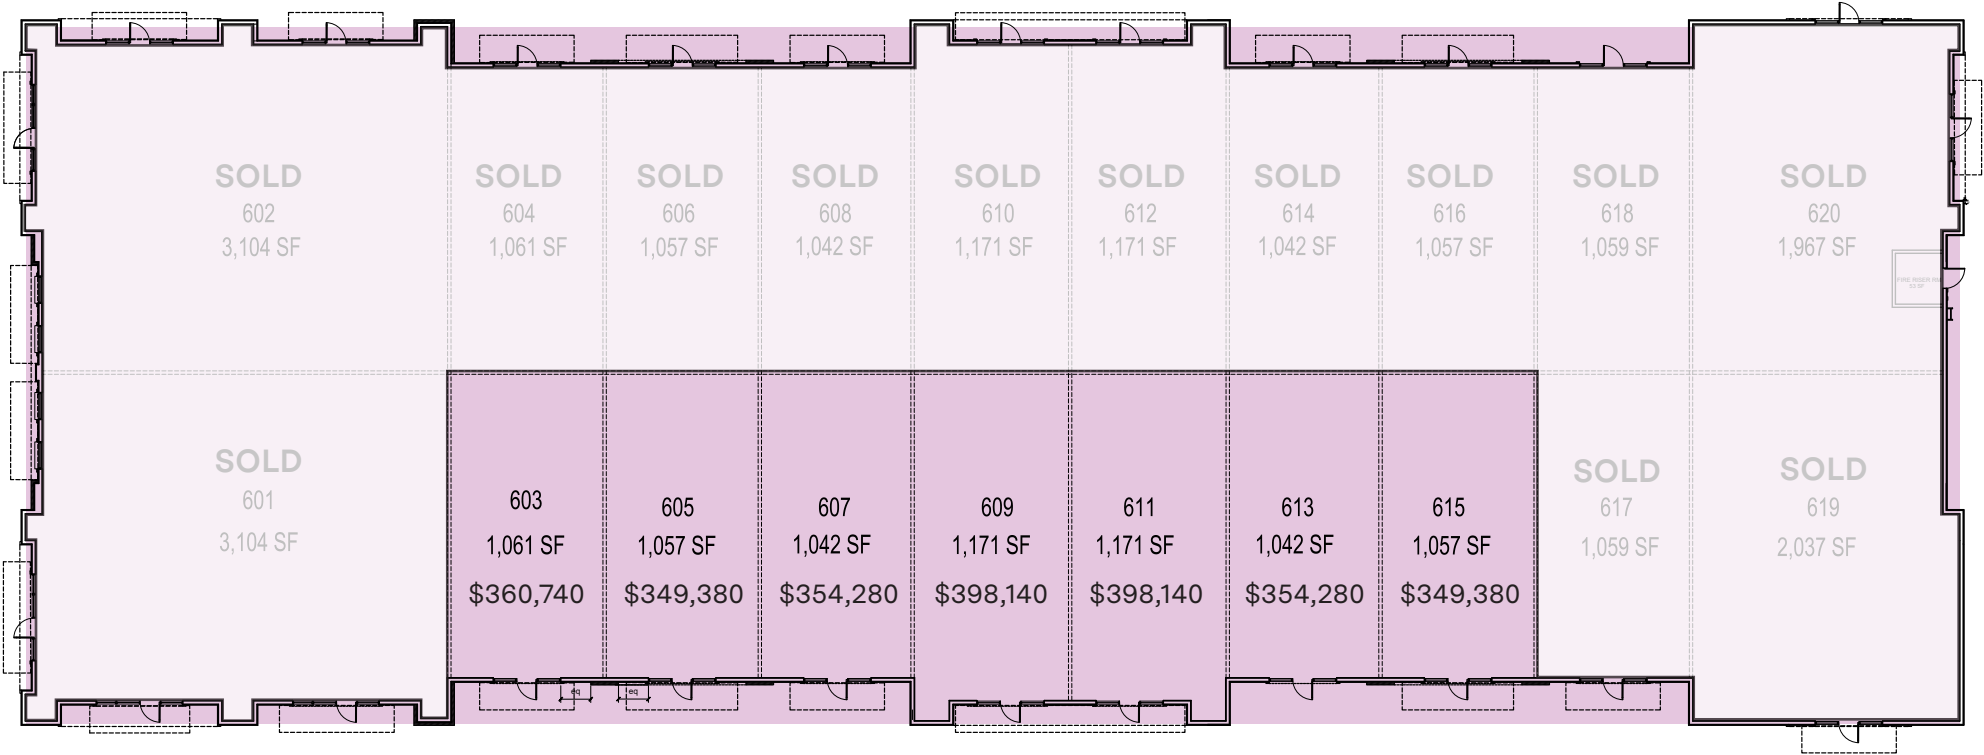 SOLD
602
3,104 SF
SOLD
604
1,061 SF
SOLD
606
1,057 SF
SOLD
608
1,042 SF
SOLD
610
1,171 SF
SOLD
612
1,171 SF
SOLD
614
1,042 SF
SOLD
616
1,057 SF
SOLD
618
1,059 SF
SOLD
620
1,967 SF
FIRE RISER RM
SOLD
601
3,104 SF
603
1,061 SF
$360,740
605
1,057 SF
$349,380
607
1,042 SF
$354,280
609
1,171 SF
$398,140
611
1,171 SF
$398,140
613
1,042 SF
$354,280
615
1,057 SF
$349,380
SOLD
617
1,059 SF
SOLD
619
2,037 SF
eq
eq